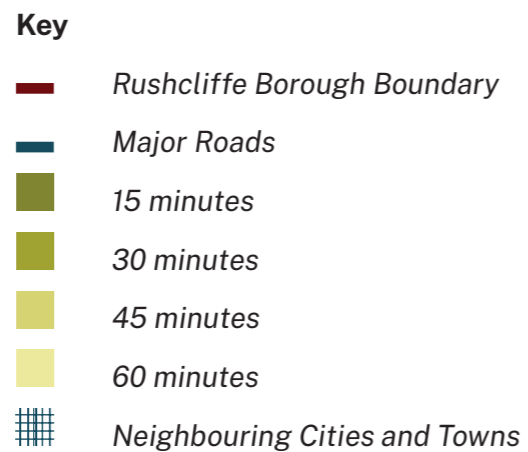 Key
Rushcliffe Borough Boundary
Major Roads
15 minutes
30 minutes
45 minutes
60 minutes
Neighbouring Cities and Towns